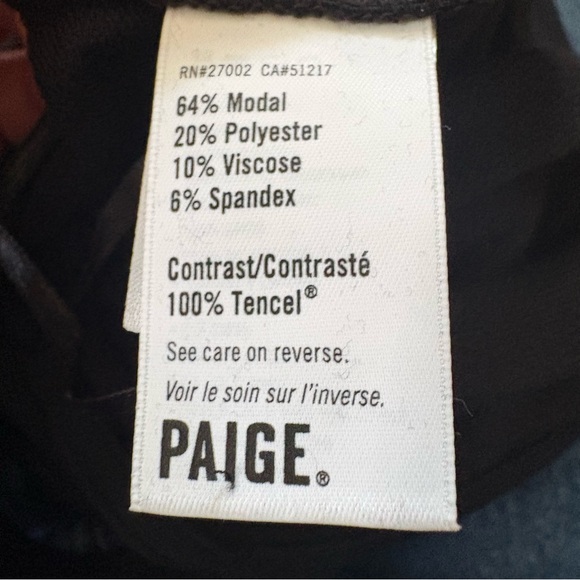 RN#27002 CA#51217
64% Modal
20% Polyester
10% Viscose
6% Spandex
Contrast/Contrasté
100% Tencel®
See care on reverse.
Voir le soin sur l'inverse.
PAIGE®